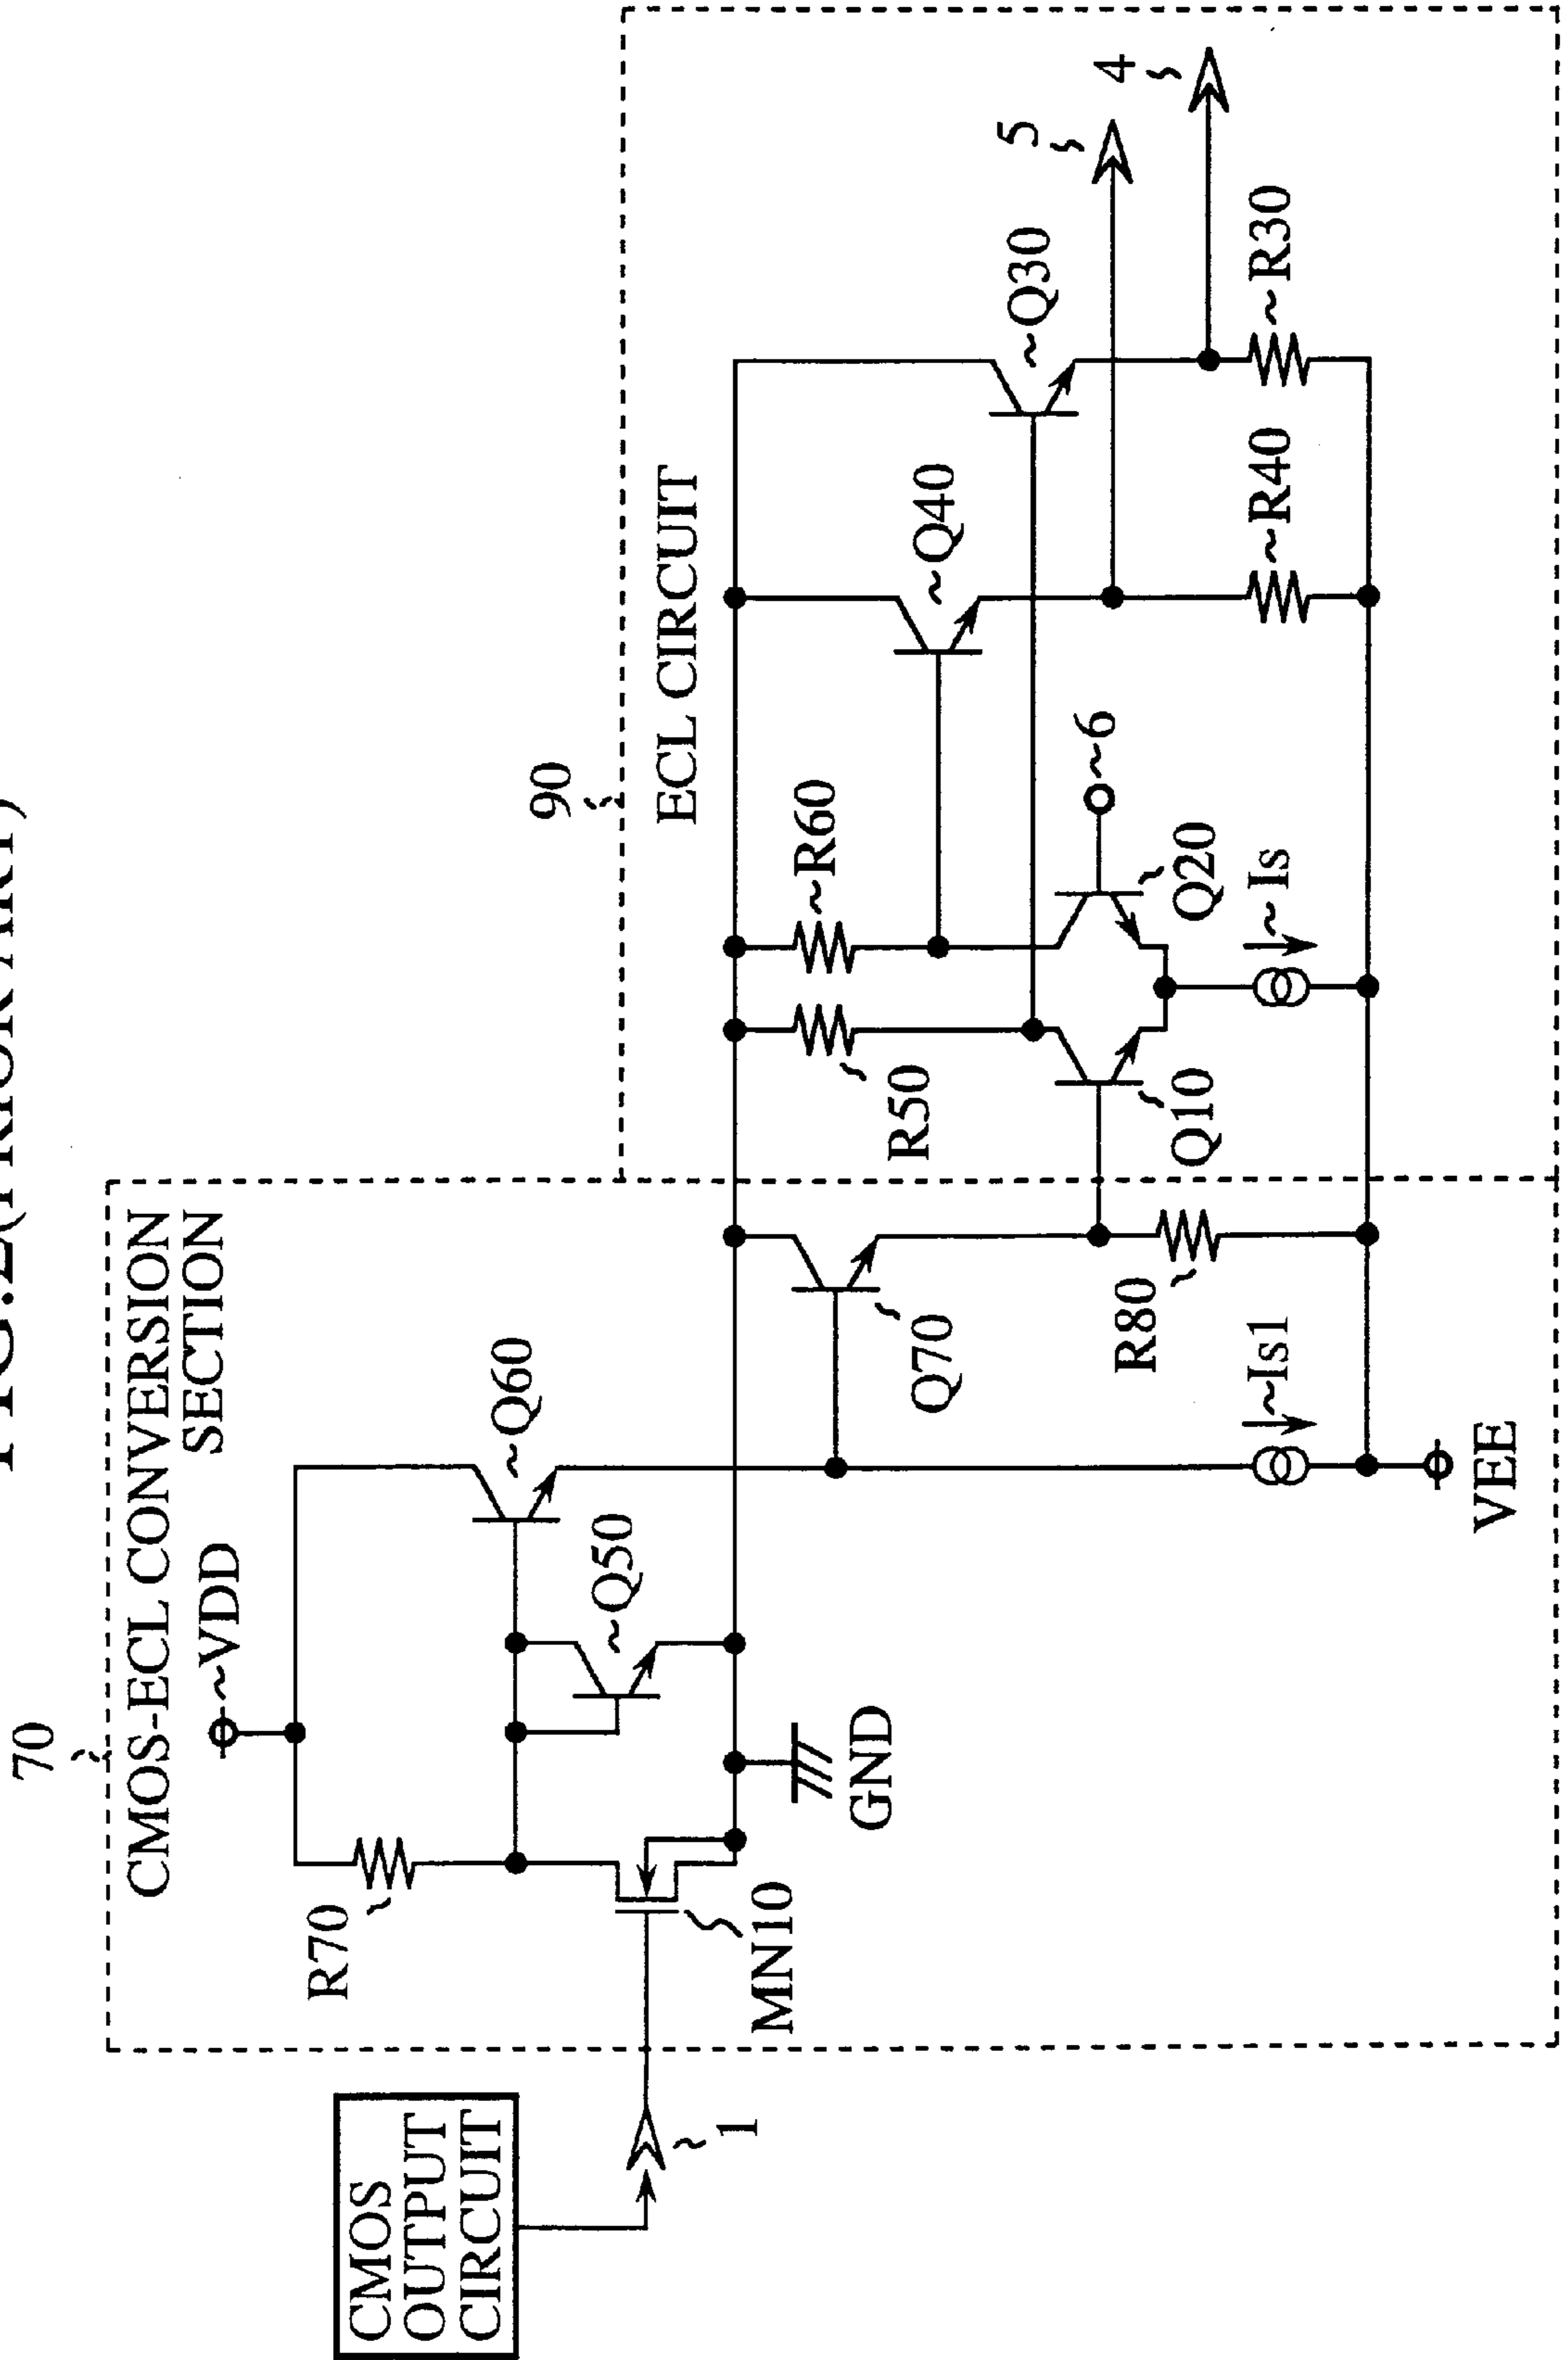 FIG.2(PRIOR ART)
70
CMOS-ECL CONVERSION
SECTION
~VDD
R70
~Q60
~Q50
MN10
GND
CMOS
OUTPUT
CIRCUIT
1
Q70
R80
~Is1
VEE
90
ECL CIRCUIT
~R60
R50
Q10
Q20
~6
~Is
~Q40
~Q30
~R40
~R30
5
4